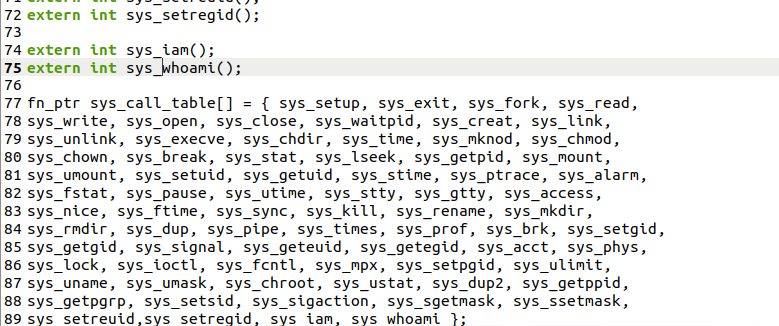 71 extern int sys_setreuid();
72 extern int sys_setregid();
73
74 extern int sys_iam();
75 extern int sys_whoami();
76
77 fn_ptr sys_call_table[] = { sys_setup, sys_exit, sys_fork, sys_read,
78 sys_write, sys_open, sys_close, sys_waitpid, sys_creat, sys_link,
79 sys_unlink, sys_execve, sys_chdir, sys_time, sys_mknod, sys_chmod,
80 sys_chown, sys_break, sys_stat, sys_lseek, sys_getpid, sys_mount,
81 sys_umount, sys_setuid, sys_getuid, sys_stime, sys_ptrace, sys_alarm,
82 sys_fstat, sys_pause, sys_utime, sys_stty, sys_gtty, sys_access,
83 sys_nice, sys_ftime, sys_sync, sys_kill, sys_rename, sys_mkdir,
84 sys_rmdir, sys_dup, sys_pipe, sys_times, sys_prof, sys_brk, sys_setgid,
85 sys_getgid, sys_signal, sys_geteuid, sys_getegid, sys_acct, sys_phys,
86 sys_lock, sys_ioctl, sys_fcntl, sys_mpx, sys_setpgid, sys_ulimit,
87 sys_uname, sys_umask, sys_chroot, sys_ustat, sys_dup2, sys_getppid,
88 sys_getpgrp, sys_setsid, sys_sigaction, sys_sgetmask, sys_ssetmask,
89 sys_setreuid,sys_setregid, sys_iam, sys_whoami };